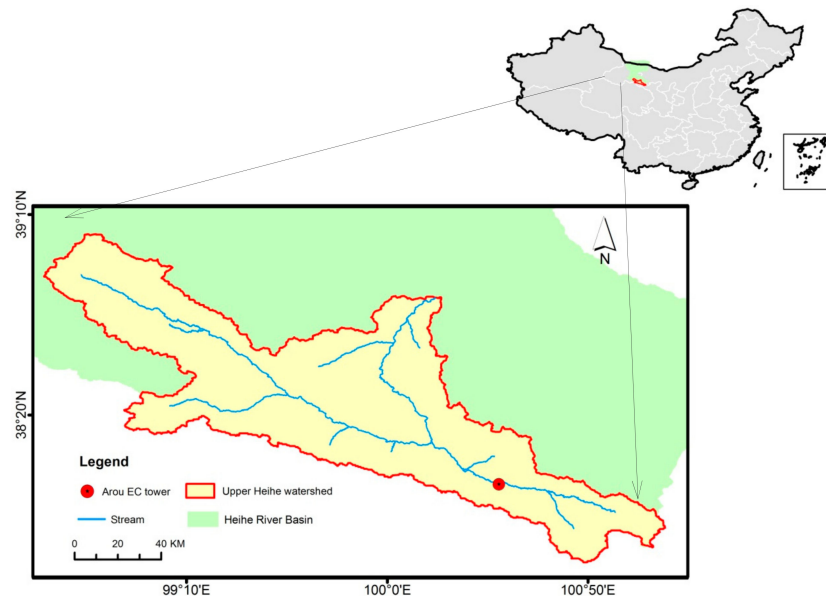 39°10'N
N
38°20'N
Legend
Arou EC tower
Upper Heihe watershed
Stream
Heihe River Basin
0 20 40 KM
99°10'E
100°0'E
100°50'E